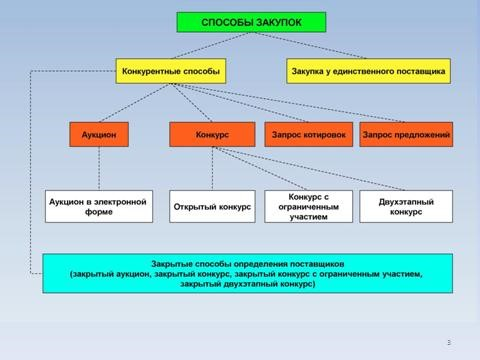 СПОСОБЫ ЗАКУПОК
Конкурентные способы
Закупка у единственного поставщика
Аукцион
Конкурс
Запрос котировок
Запрос предложений
Аукцион в электронной
форме
Открытый конкурс
Конкурс с
ограниченным
участием
Двухэтапный
конкурс
Закрытые способы определения поставщиков
(закрытый аукцион, закрытый конкурс, закрытый конкурс с ограниченным участием,
закрытый двухэтапный конкурс)
3